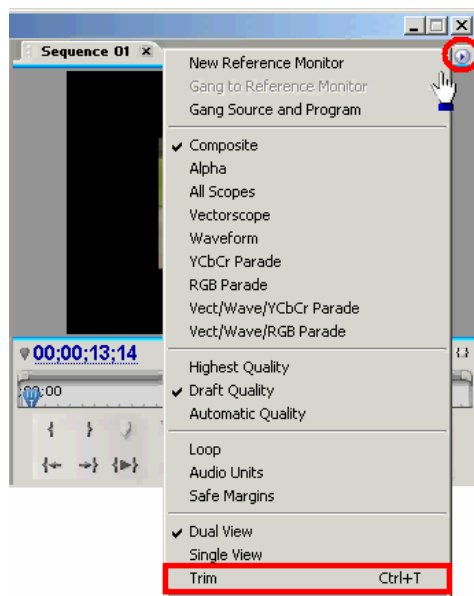 Sequence 01
New Reference Monitor
Gang to Reference Monitor
Gang Source and Program
Composite
Alpha
All Scopes
Vectorscope
Waveform
YCbCr Parade
RGB Parade
Vect/Wave/YCbCr Parade
Vect/Wave/RGB Parade
00;00;13;14
Highest Quality
Draft Quality
Automatic Quality
Loop
Audio Units
Safe Margins
Dual View
Single View
Trim Ctrl+T